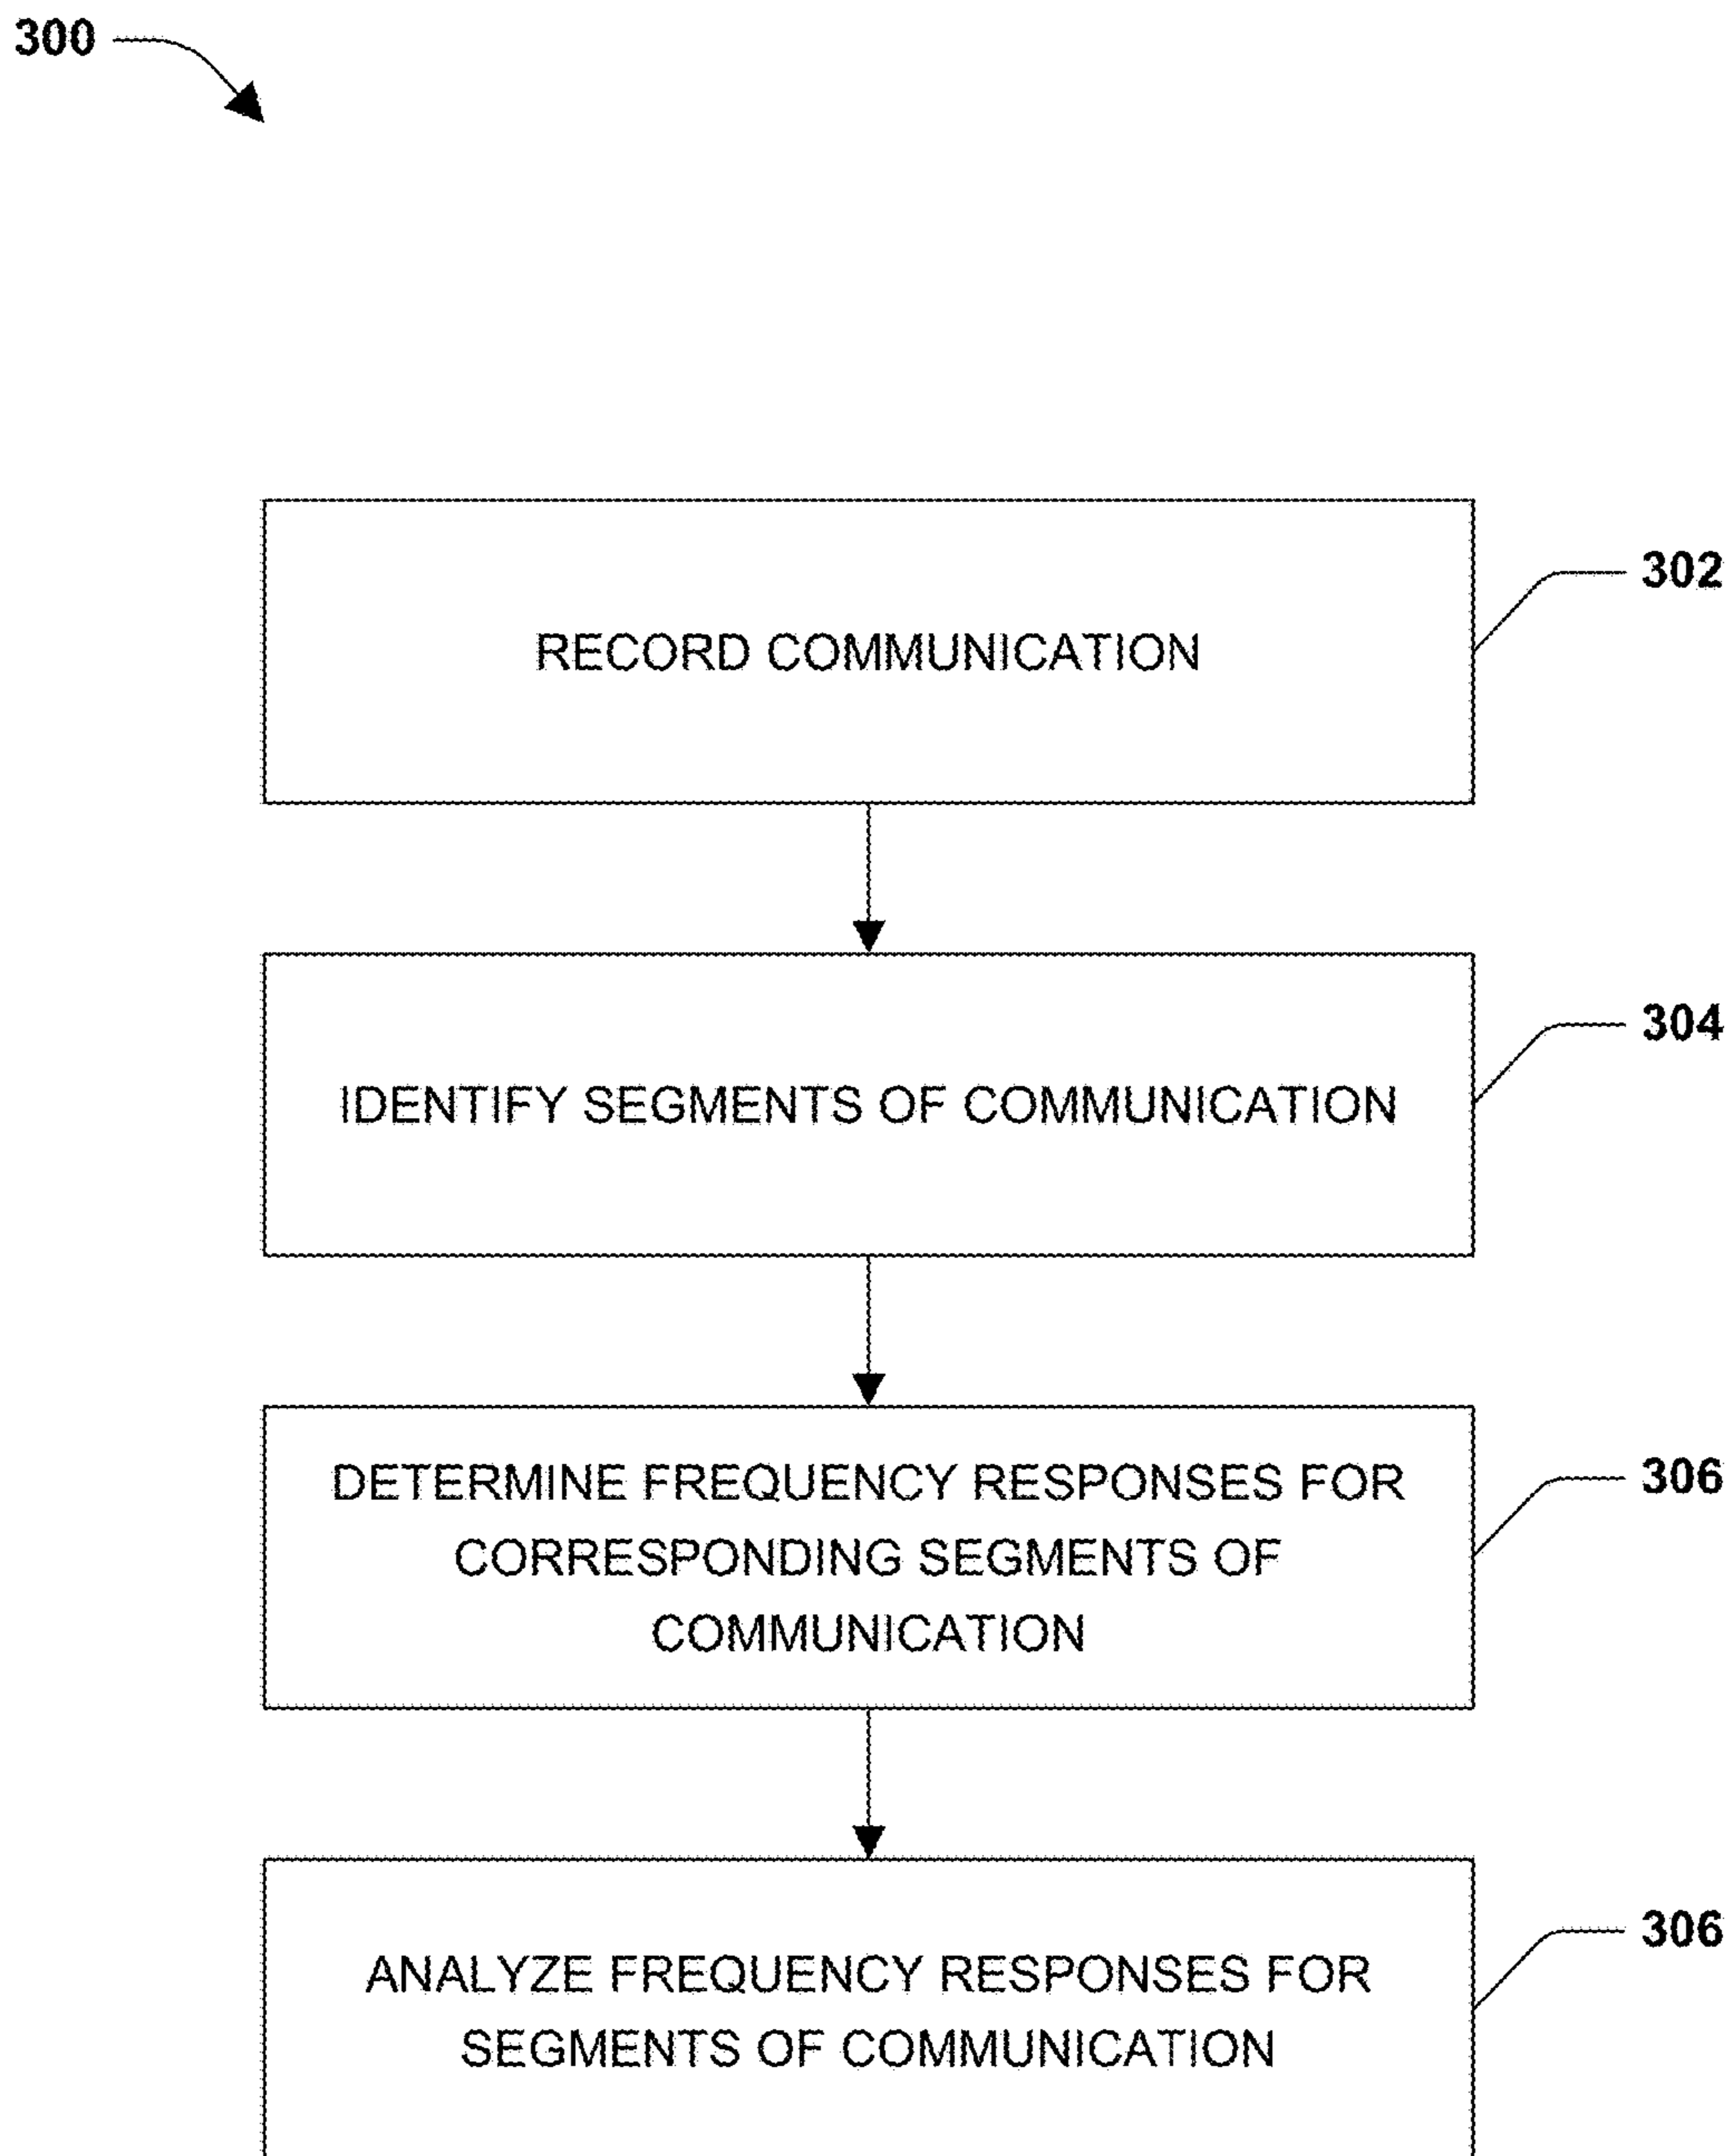 300
RECORD COMMUNICATION
302
IDENTIFY SEGMENTS OF COMMUNICATION
304
DETERMINE FREQUENCY RESPONSES FOR
CORRESPONDING SEGMENTS OF
COMMUNICATION
306
ANALYZE FREQUENCY RESPONSES FOR
SEGMENTS OF COMMUNICATION
306